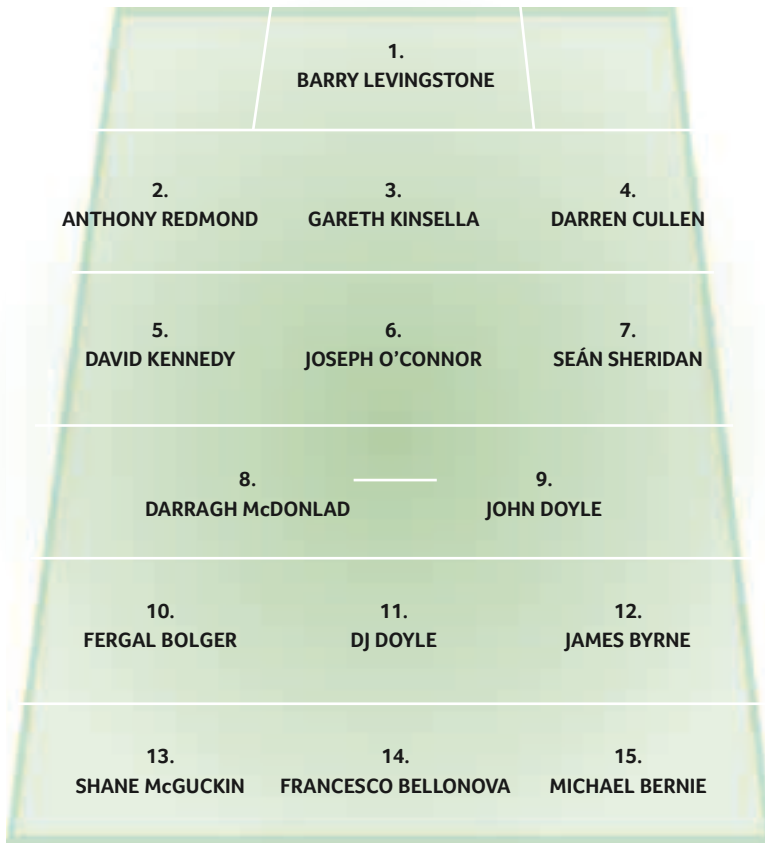 1.
BARRY LEVINGSTONE
2. 3. 4.
ANTHONY REDMOND GARETH KINSELLA DARREN CULLEN
5. 6. 7.
DAVID KENNEDY JOSEPH O’CONNOR SEÁN SHERIDAN
8. 9.
DARRAGH McDONLAD JOHN DOYLE
10. 11. 12.
FERGAL BOLGER DJ DOYLE JAMES BYRNE
13. 14. 15.
SHANE McGUCKIN FRANCESCO BELLONOVA MICHAEL BERNIE